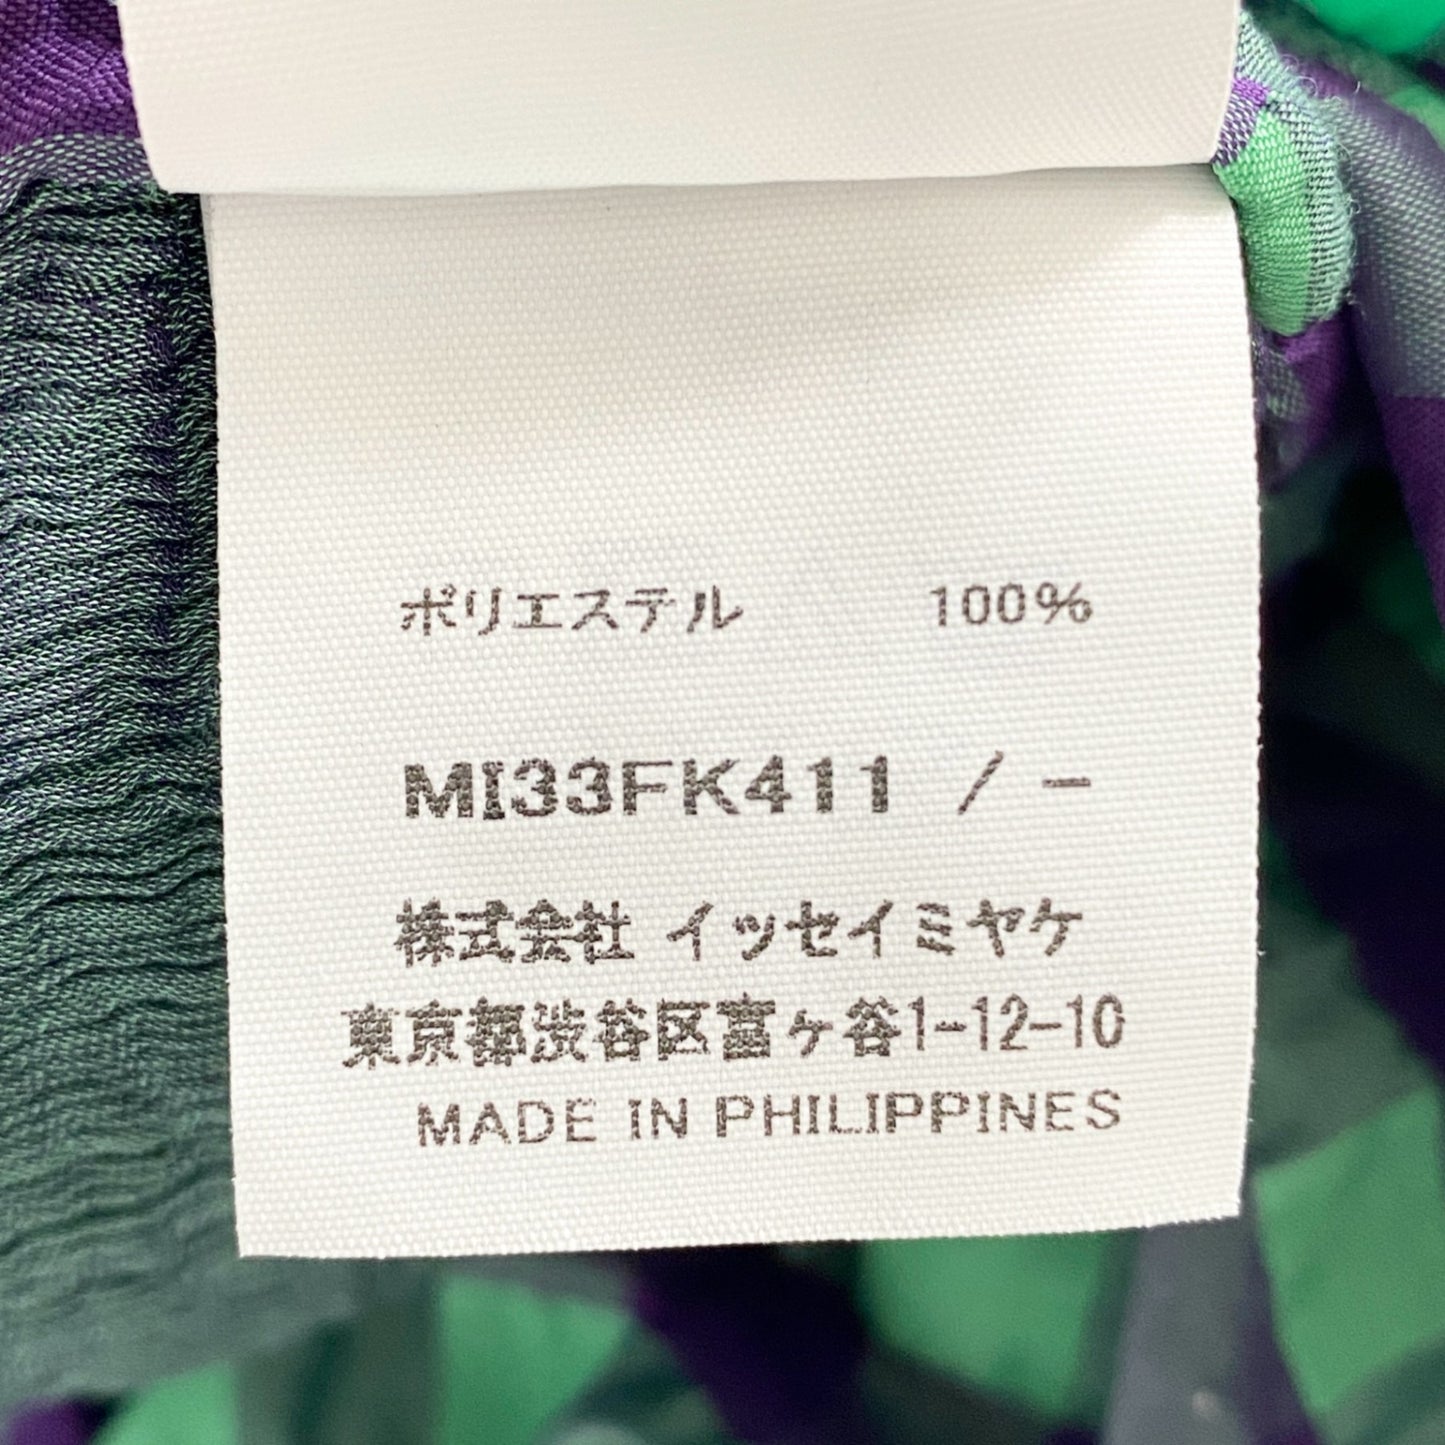 ポリエステル 100%
MI33FK411 / -
株式会社 イッセイミヤケ
東京都渋谷区富ヶ谷1-12-10
MADE IN PHILIPPINES